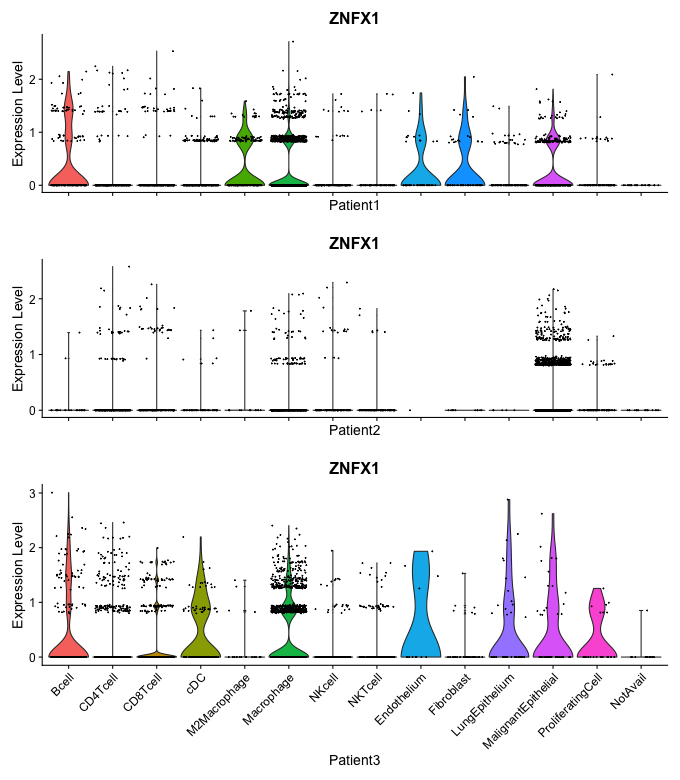 ZNFX1
Expression Level
2
1
0
Patient1
ZNFX1
Expression Level
2
1
0
Patient2
ZNFX1
Expression Level
3
2
1
0
Bcell
CD4Tcell
CD8Tcell
cDC
M2Macrophage
Macrophage
NKcell
NKTcell
Endothelium
Fibroblast
LungEpithelium
MalignantEpithelial
ProliferatingCell
NotAvail
Patient3